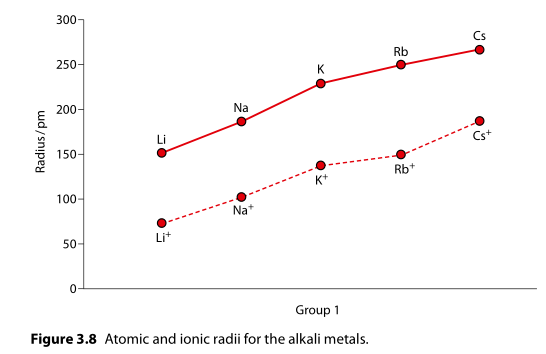 300
250
200
150
100
50
0
Radius/pm
Li
Na
K
Rb
Cs
Li⁺
Na⁺
K⁺
Rb⁺
Cs⁺
Group 1
Figure 3.8 Atomic and ionic radii for the alkali metals.